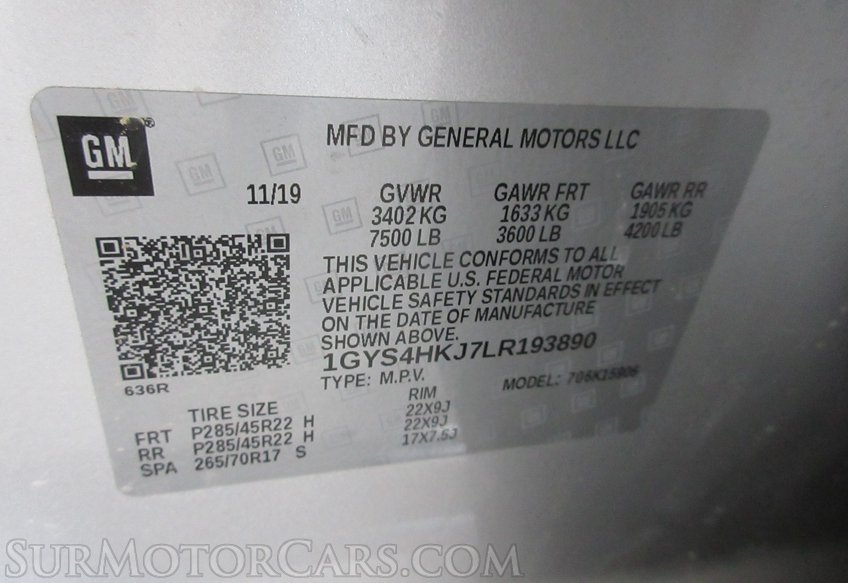 GM
MFD BY GENERAL MOTORS LLC
11/19 GVWR GAWR FRT GAWR RR
3402 KG 1633 KG 1905 KG
7500 LB 3600 LB 4200 LB
THIS VEHICLE CONFORMS TO ALL
APPLICABLE U.S. FEDERAL MOTOR
VEHICLE SAFETY STANDARDS IN EFFECT
ON THE DATE OF MANUFACTURE
SHOWN ABOVE.
1GYS4HKJ7LR193890
TYPE: M.P.V. MODEL:
636R
TIRE SIZE RIM
FRT P285/45R22 H 22X9J
RR P285/45R22 H 22X9J
SPA 265/70R17 S 17X7.5J
SURMOTORCARS.COM